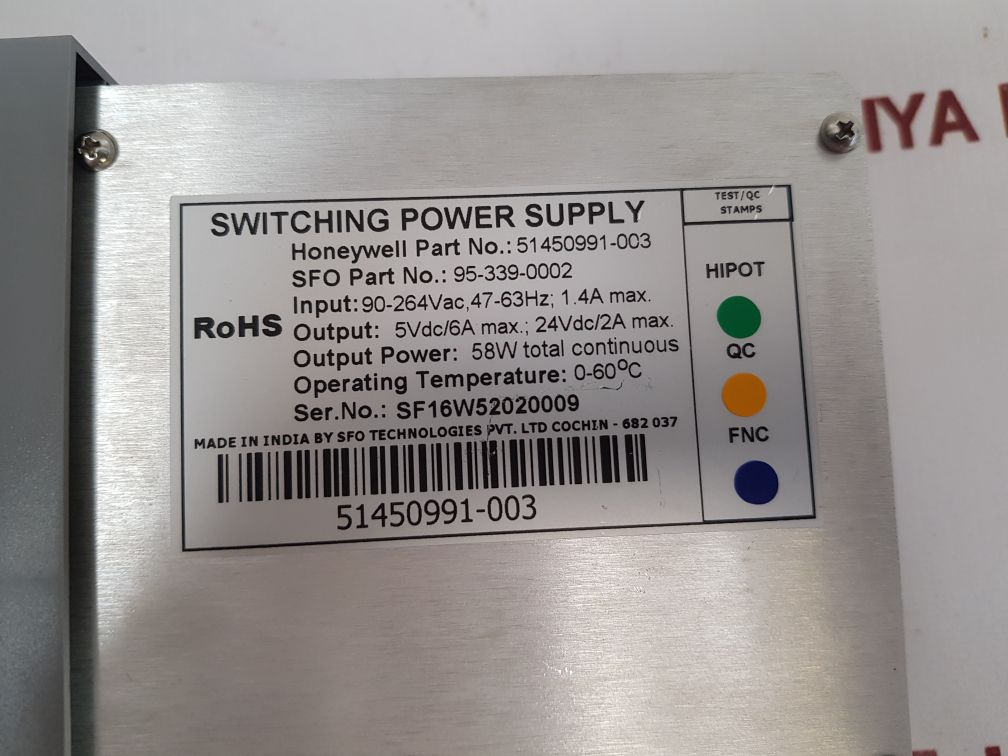 SWITCHING POWER SUPPLY
Honeywell Part No.: 51450991-003
SFO Part No.: 95-339-0002
Input: 90-264Vac,47-63Hz; 1.4A max.
RoHS
Output: 5Vdc/6A max.; 24Vdc/2A max.
Output Power: 58W total continuous
Operating Temperature: 0-60°C
Ser.No.: SF16W52020009
MADE IN INDIA BY SFO TECHNOLOGIES PVT. LTD COCHIN - 682 037
51450991-003
TEST/QC
STAMPS
HIPOT
QC
FNC
IYA